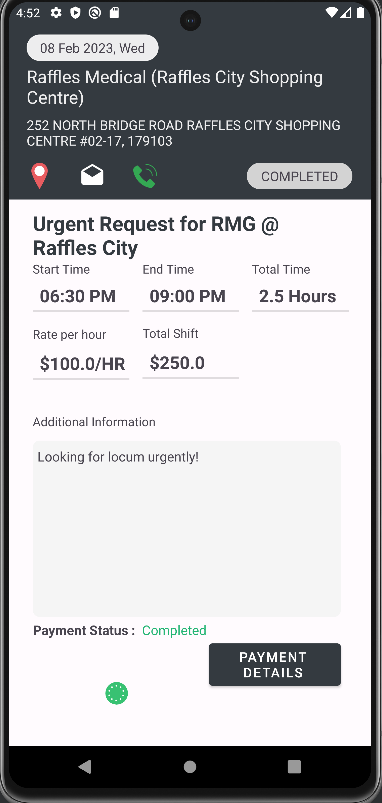 4:52
08 Feb 2023, Wed
Raffles Medical (Raffles City Shopping
Centre)
252 NORTH BRIDGE ROAD RAFFLES CITY SHOPPING
CENTRE #02-17, 179103
COMPLETED
Urgent Request for RMG @
Raffles City
Start Time End Time Total Time
06:30 PM 09:00 PM 2.5 Hours
Rate per hour Total Shift
$100.0/HR $250.0
Additional Information
Looking for locum urgently!
Payment Status : Completed
PAYMENT
DETAILS